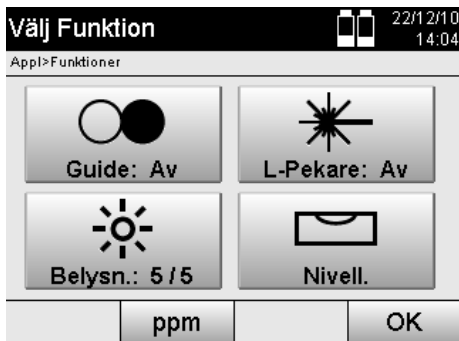 Välj Funktion
22/12/10
14:04
Appl>Funktioner
Guide: Av
L-Pekare: Av
Belysn.: 5/5
Nivell.
ppm
OK